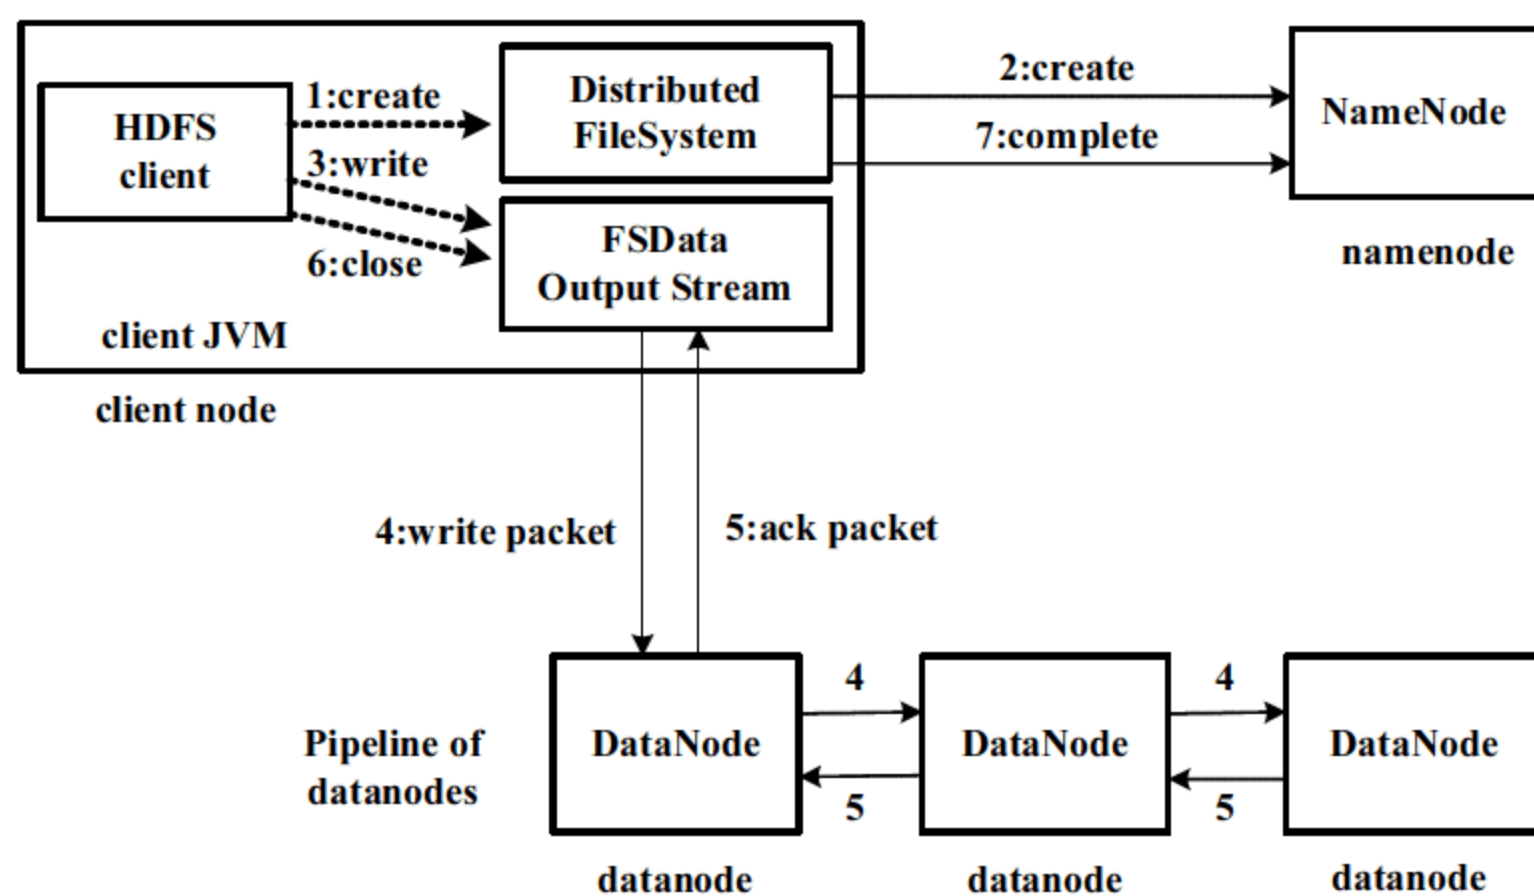 HDFS
client
1:create
3:write
6:close
Distributed
FileSystem
FSData
Output Stream
client JVM
client node
2:create
7:complete
NameNode
namenode
4:write packet
5:ack packet
Pipeline of
datanodes
DataNode
4
5
DataNode
4
5
DataNode
datanode
datanode
datanode